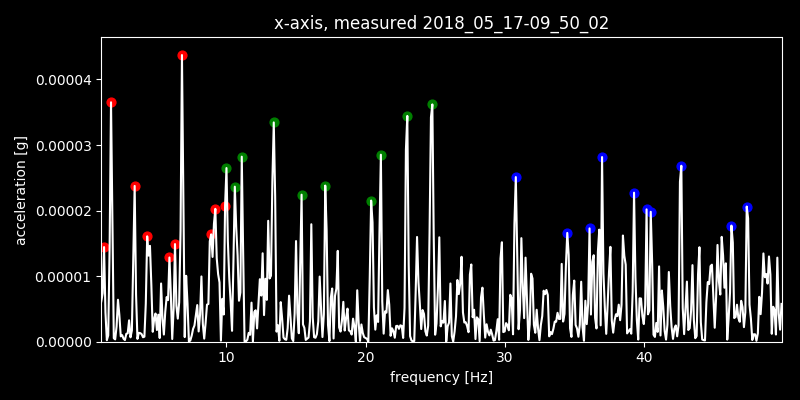 x-axis, measured 2018_05_17-09_50_02
acceleration [g]
0.00004
0.00003
0.00002
0.00001
0.00000
10 20 30 40
frequency [Hz]